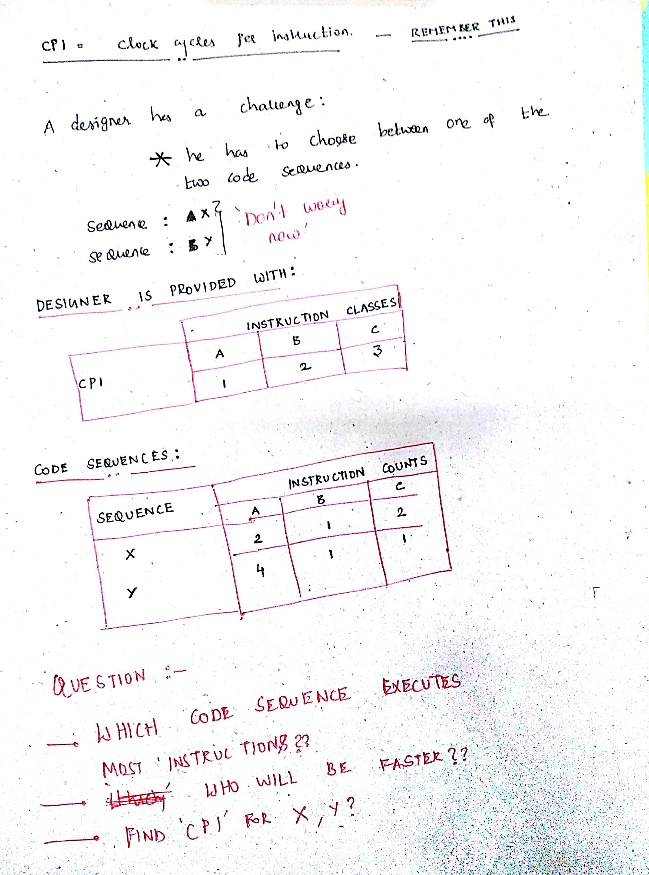 CPI = Clock cycles per instruction. — REMEMBER THIS
A designer has a challenge:
* he has to choose between one of the
two code sequences.
Sequence : X
sequence : Y
'Don't worry
now'
DESIGNER IS PROVIDED WITH:
INSTRUCTION CLASSES
A B C
CPI 1 2 3
CODE SEQUENCES:
INSTRUCTION COUNTS
SEQUENCE A B C
X 2 1 2
Y 4 1 1
QUESTION :-
— WHICH CODE SEQUENCE EXECUTES
MOST INSTRUCTIONS ??
— WHO WILL BE FASTER ??
— FIND 'CPI' FOR X, Y?